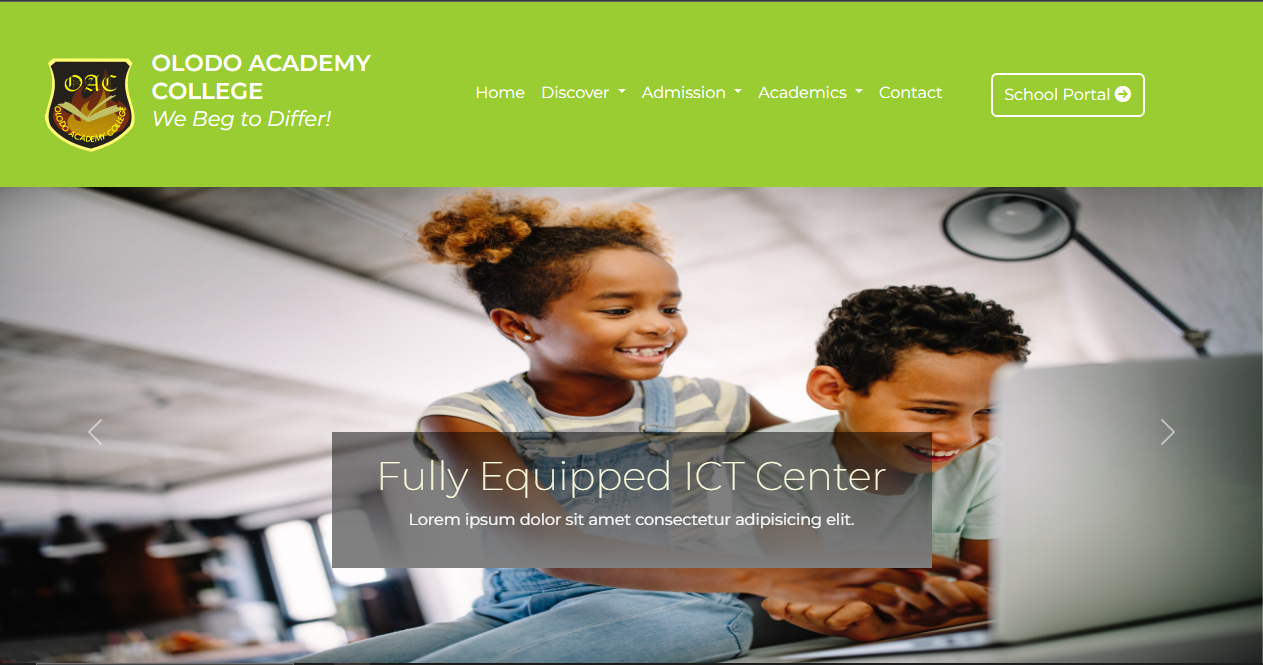 OAC
OLODO ACADEMY COLLEGE
OLODO ACADEMY
COLLEGE
We Beg to Differ!
Home Discover Admission Academics Contact
School Portal
Fully Equipped ICT Center
Lorem ipsum dolor sit amet consectetur adipisicing elit.